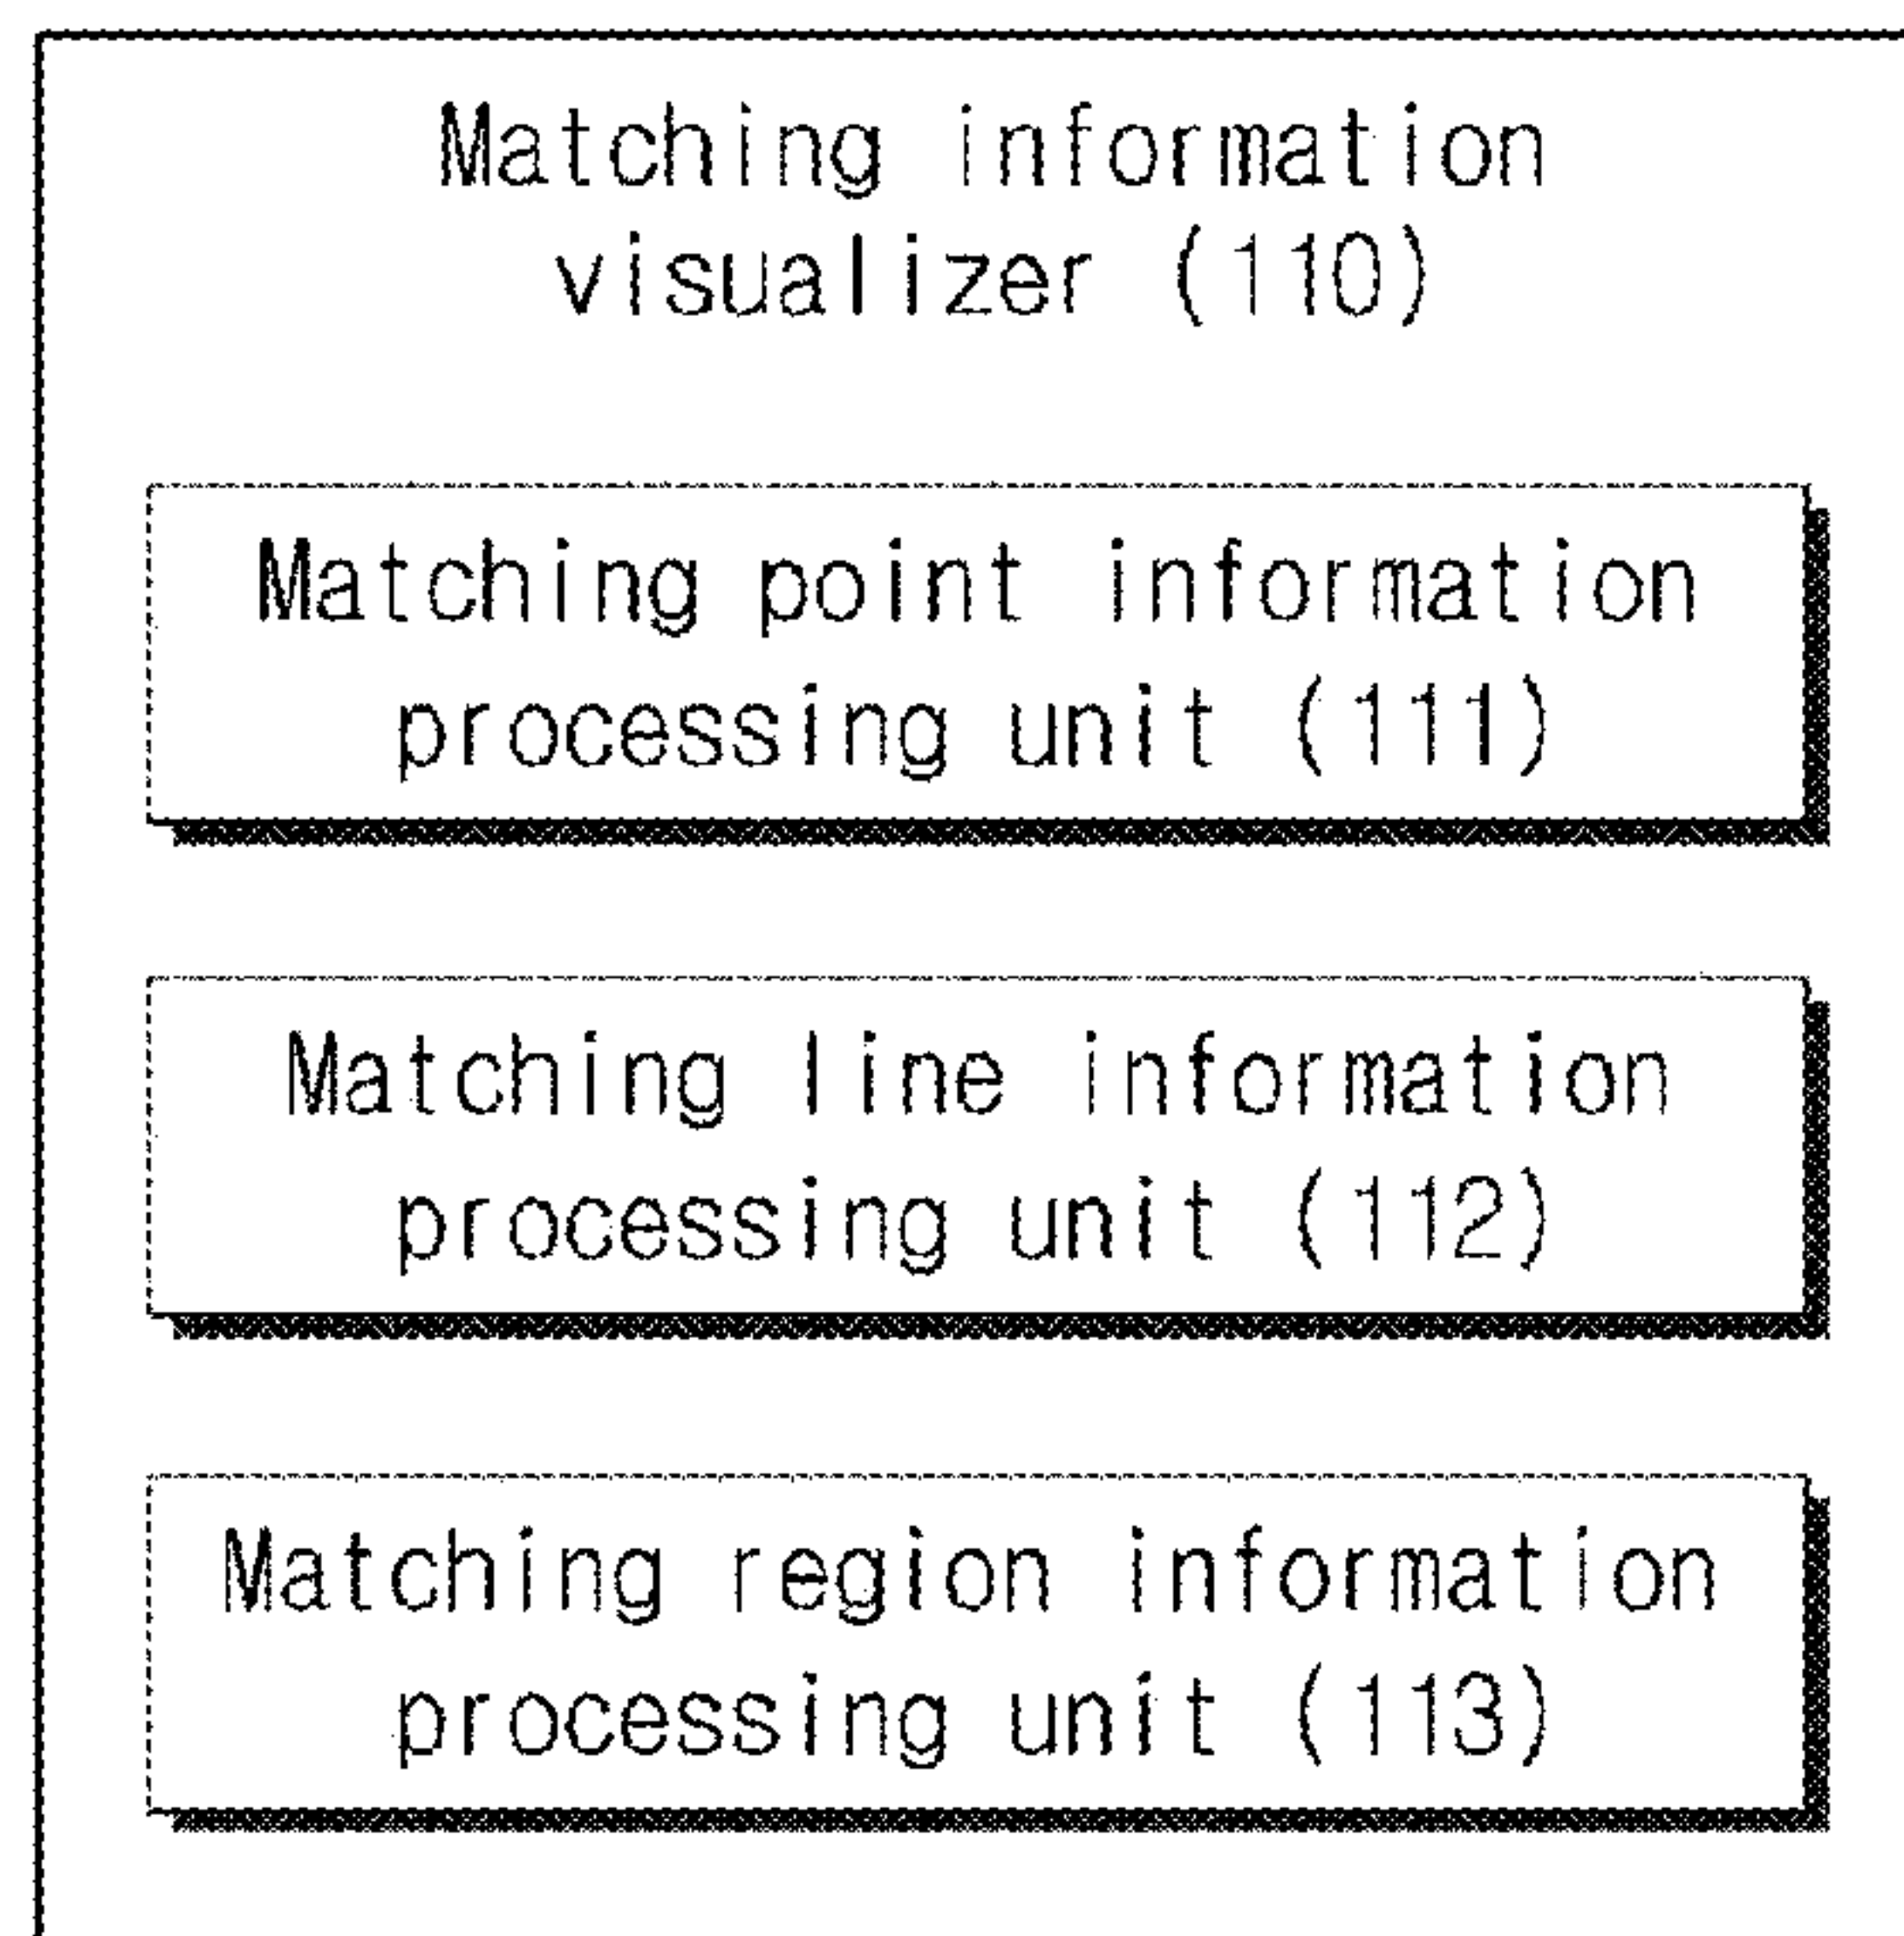 Matching information
visualizer (110)
Matching point information
processing unit (111)
Matching line information
processing unit (112)
Matching region information
processing unit (113)